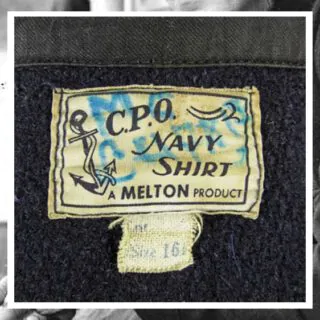 C.P.O.
NAVY
SHIRT
A MELTON PRODUCT
Size 16